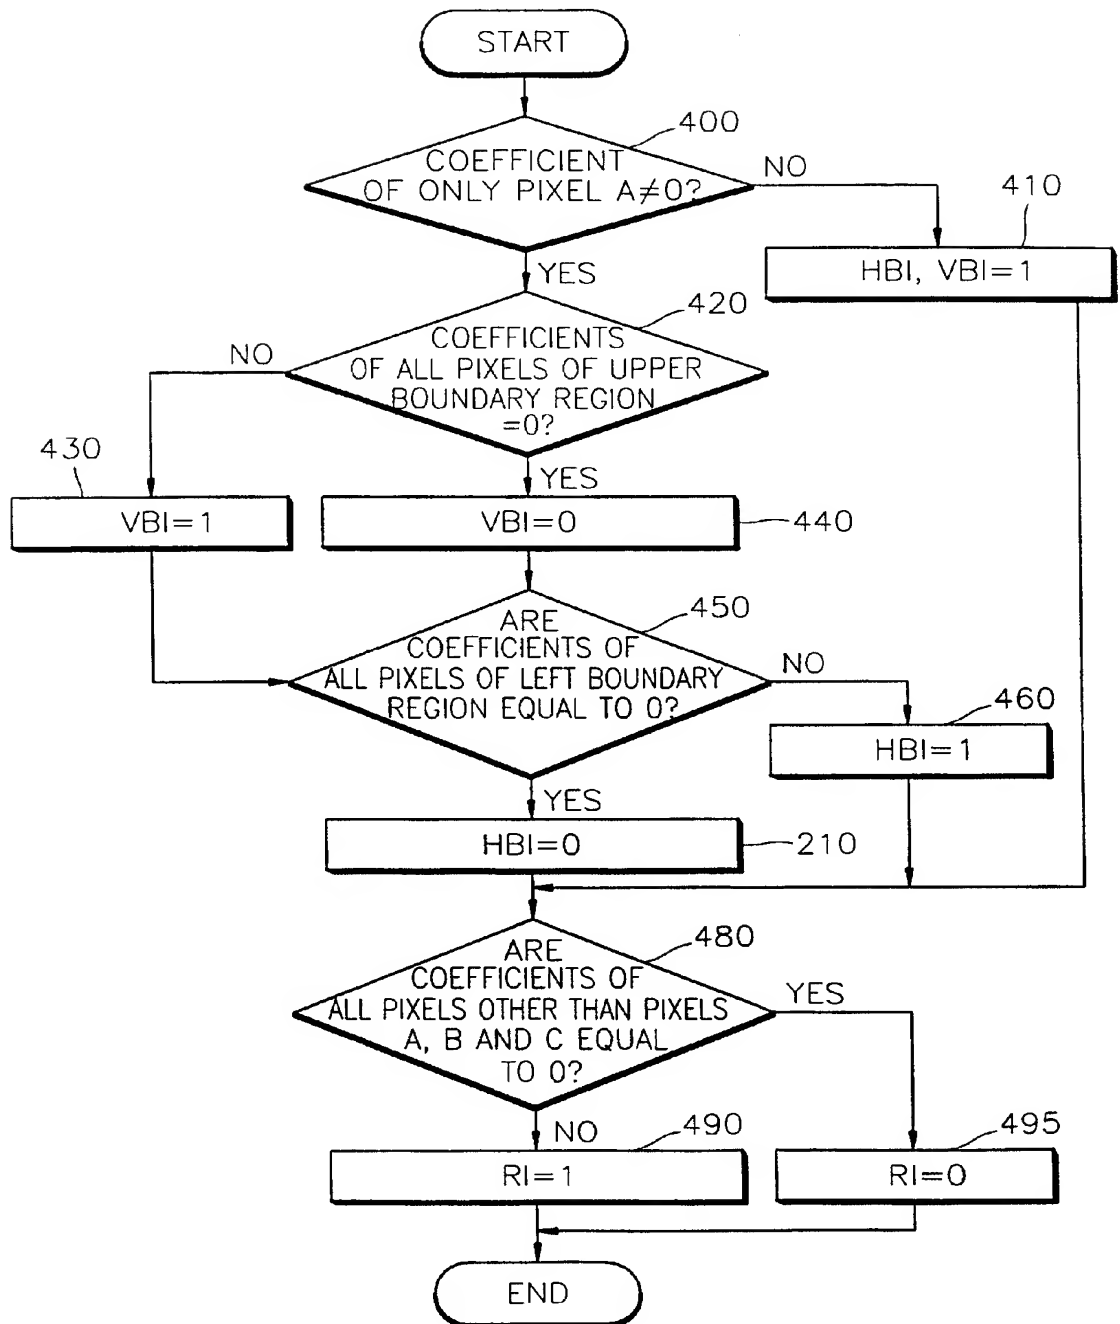 START
400
COEFFICIENT
OF ONLY PIXEL A≠0?
NO
410
HBI, VBI=1
YES
420
COEFFICIENTS
OF ALL PIXELS OF UPPER
BOUNDARY REGION
=0?
NO
430
VBI=1
YES
VBI=0
440
450
ARE
COEFFICIENTS OF
ALL PIXELS OF LEFT BOUNDARY
REGION EQUAL TO 0?
NO
460
HBI=1
YES
HBI=0
210
480
ARE
COEFFICIENTS OF
ALL PIXELS OTHER THAN PIXELS
A, B AND C EQUAL
TO 0?
YES
NO
490
RI=1
495
RI=0
END